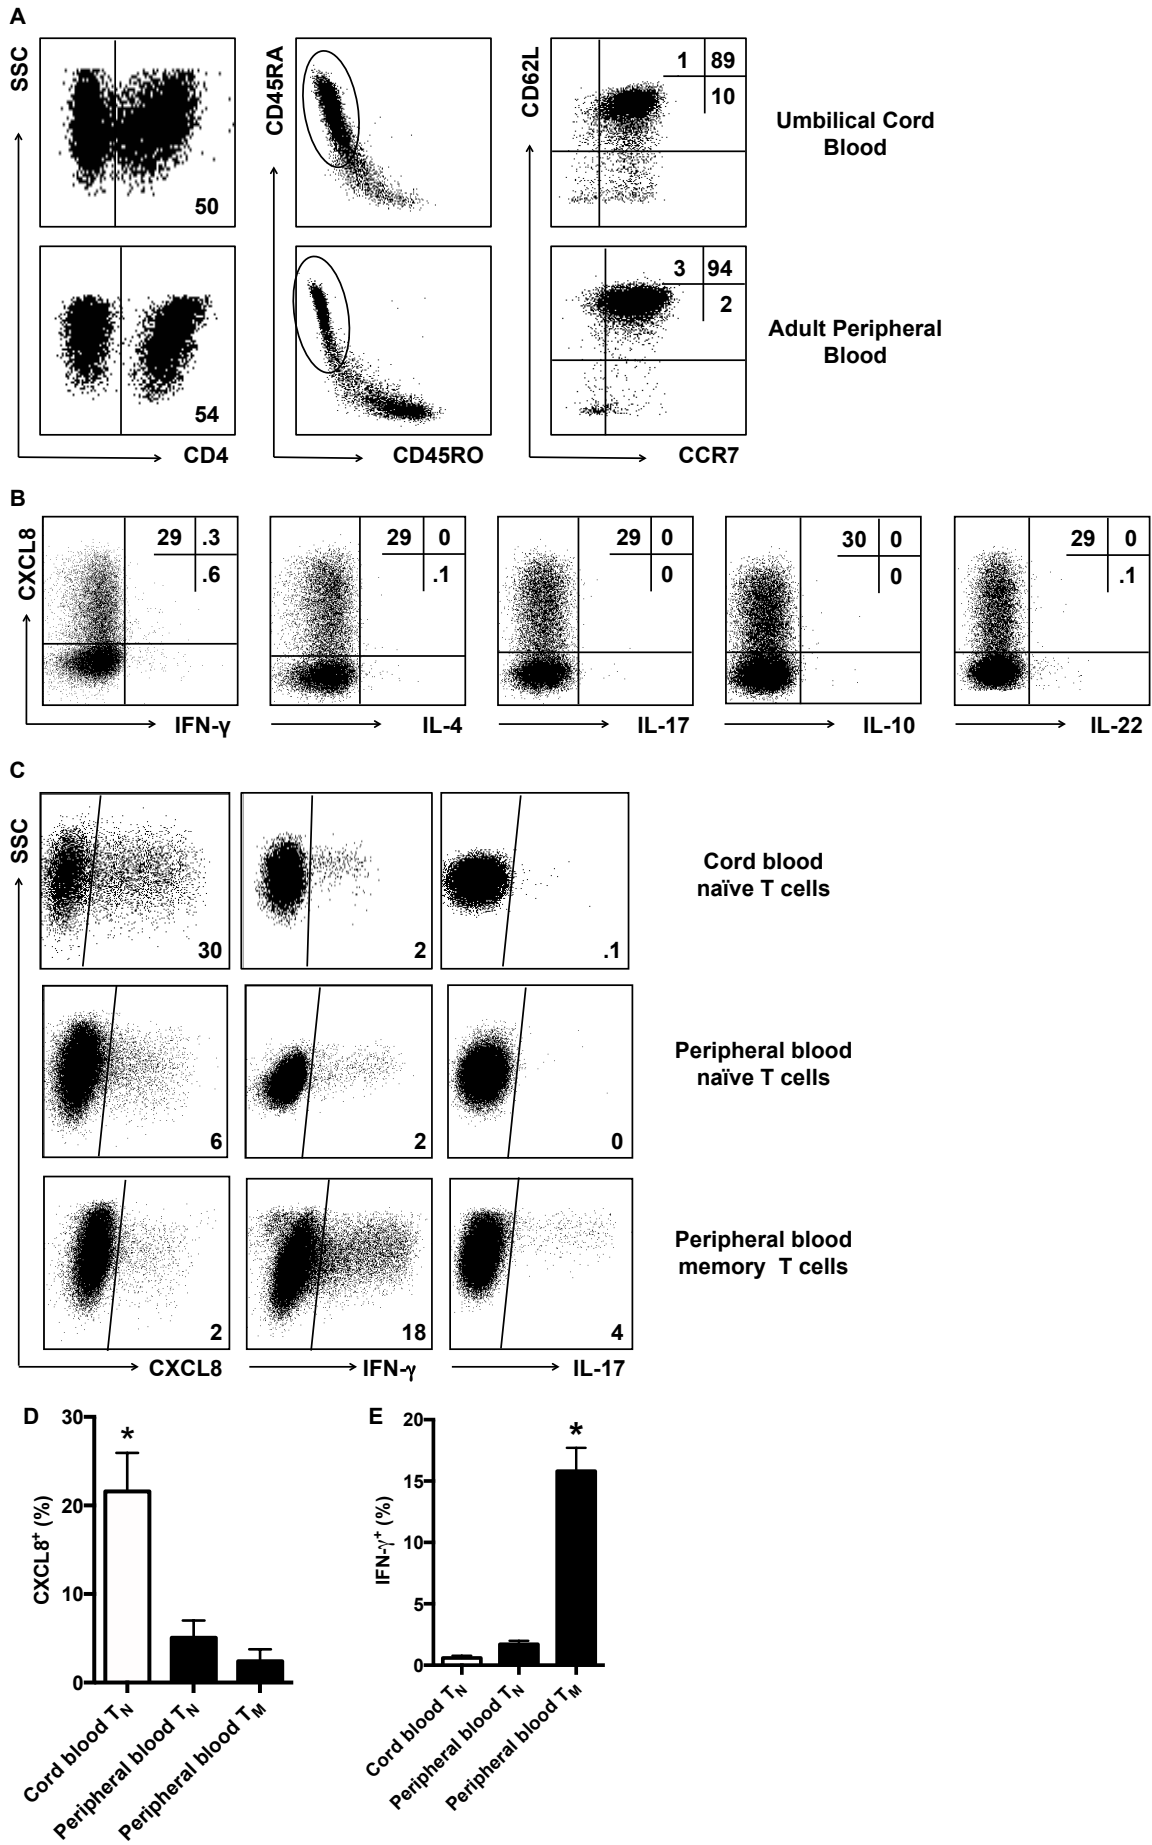 A
SSC
CD45RA
CD62L
50
1 89
10
Umbilical Cord
Blood
54
3 94
2
Adult Peripheral
Blood
CD4
CD45RO
CCR7
B
CXCL8
29 .3
.6
29 0
.1
29 0
0
30 0
0
29 0
.1
IFN-γ
IL-4
IL-17
IL-10
IL-22
C
SSC
30
2
.1
Cord blood
naïve T cells
6
2
0
Peripheral blood
naïve T cells
2
18
4
Peripheral blood
memory T cells
CXCL8
IFN-γ
IL-17
D
CXCL8+ (%)
30
20
10
0
Cord blood TN
Peripheral blood TN
Peripheral blood TM
*
E
IFN-γ+ (%)
20
15
10
5
0
Cord blood TN
Peripheral blood TN
Peripheral blood TM
*